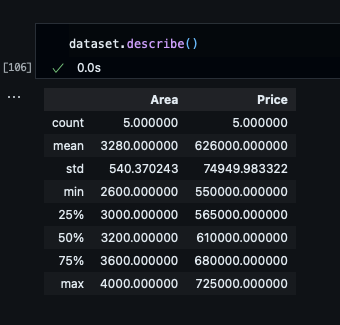 dataset.describe()
[106] ✓ 0.0s
...
Area Price
count 5.000000 5.000000
mean 3280.000000 626000.000000
std 540.370243 74949.983322
min 2600.000000 550000.000000
25% 3000.000000 565000.000000
50% 3200.000000 610000.000000
75% 3600.000000 680000.000000
max 4000.000000 725000.000000